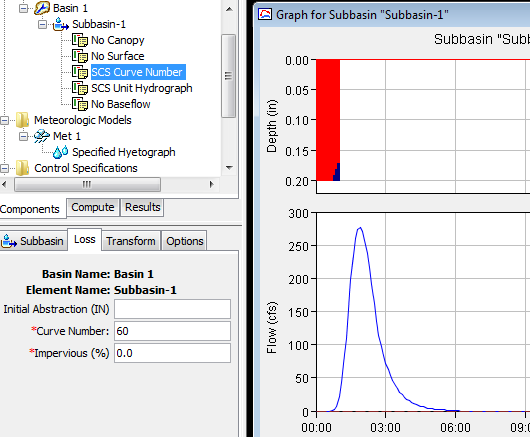 Basin 1
Subbasin-1
No Canopy
No Surface
SCS Curve Number
SCS Unit Hydrograph
No Baseflow
Meteorologic Models
Met 1
Specified Hyetograph
Control Specifications
Components Compute Results
Subbasin Loss Transform Options
Basin Name: Basin 1
Element Name: Subbasin-1
Initial Abstraction (IN)
*Curve Number: 60
*Impervious (%) 0.0
Graph for Subbasin "Subbasin-1"
Subbasin "Subb
0.00
0.05
0.10
0.15
0.20
Depth (in)
300
250
200
150
100
50
0
Flow (cfs)
00:00 03:00 06:00 09:0